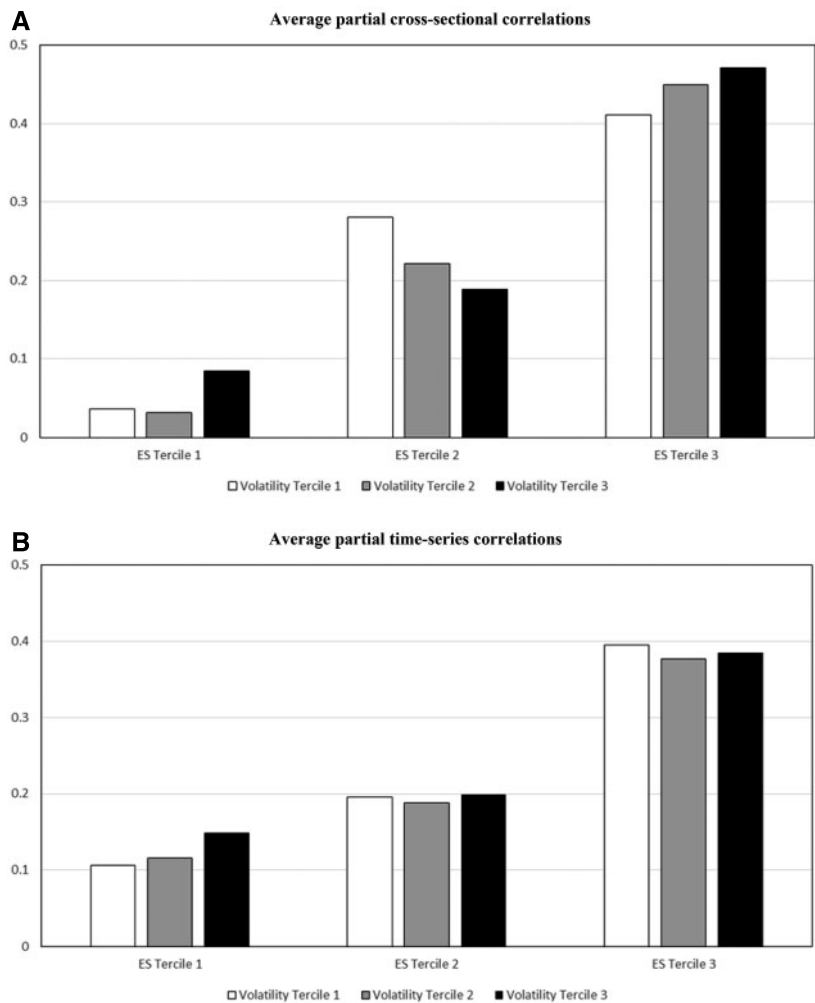 A
Average partial cross-sectional correlations
0.5
0.4
0.3
0.2
0.1
0
ES Tercile 1 ES Tercile 2 ES Tercile 3
Volatility Tercile 1 Volatility Tercile 2 Volatility Tercile 3
B
Average partial time-series correlations
0.5
0.4
0.3
0.2
0.1
0
ES Tercile 1 ES Tercile 2 ES Tercile 3
Volatility Tercile 1 Volatility Tercile 2 Volatility Tercile 3